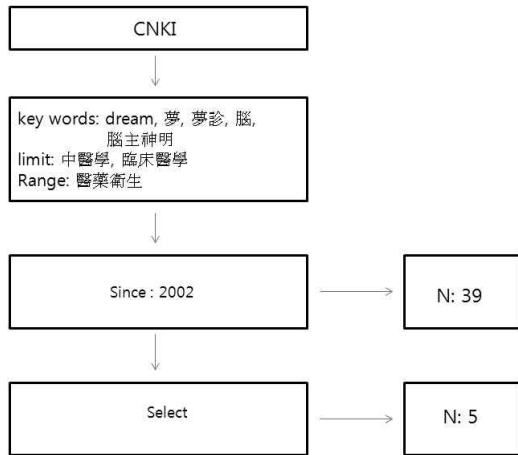 CNKI
key words: dream, 夢, 夢診, 腦,
腦主神明
limit: 中醫學, 臨床醫學
Range: 醫藥衛生
Since : 2002
N: 39
Select
N: 5